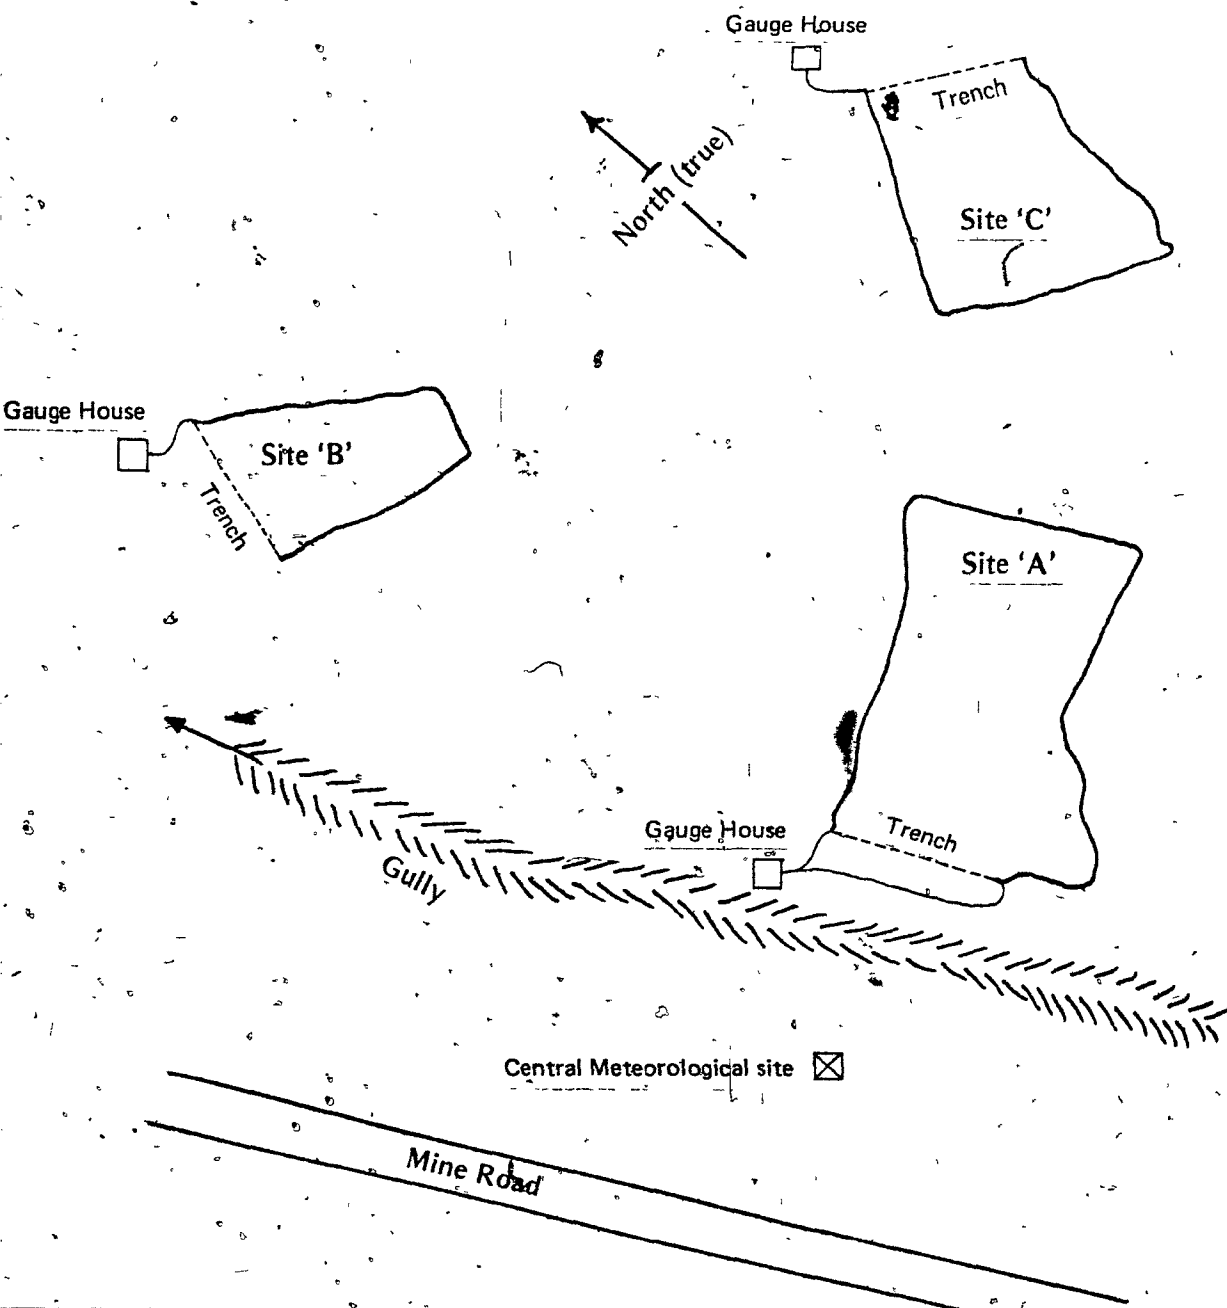 Gauge House
Trench
North (true)
Site 'C'
Gauge House
Site 'B'
Trench
Site 'A'
Gauge House
Trench
Gully
Central Meteorological site
Mine Road